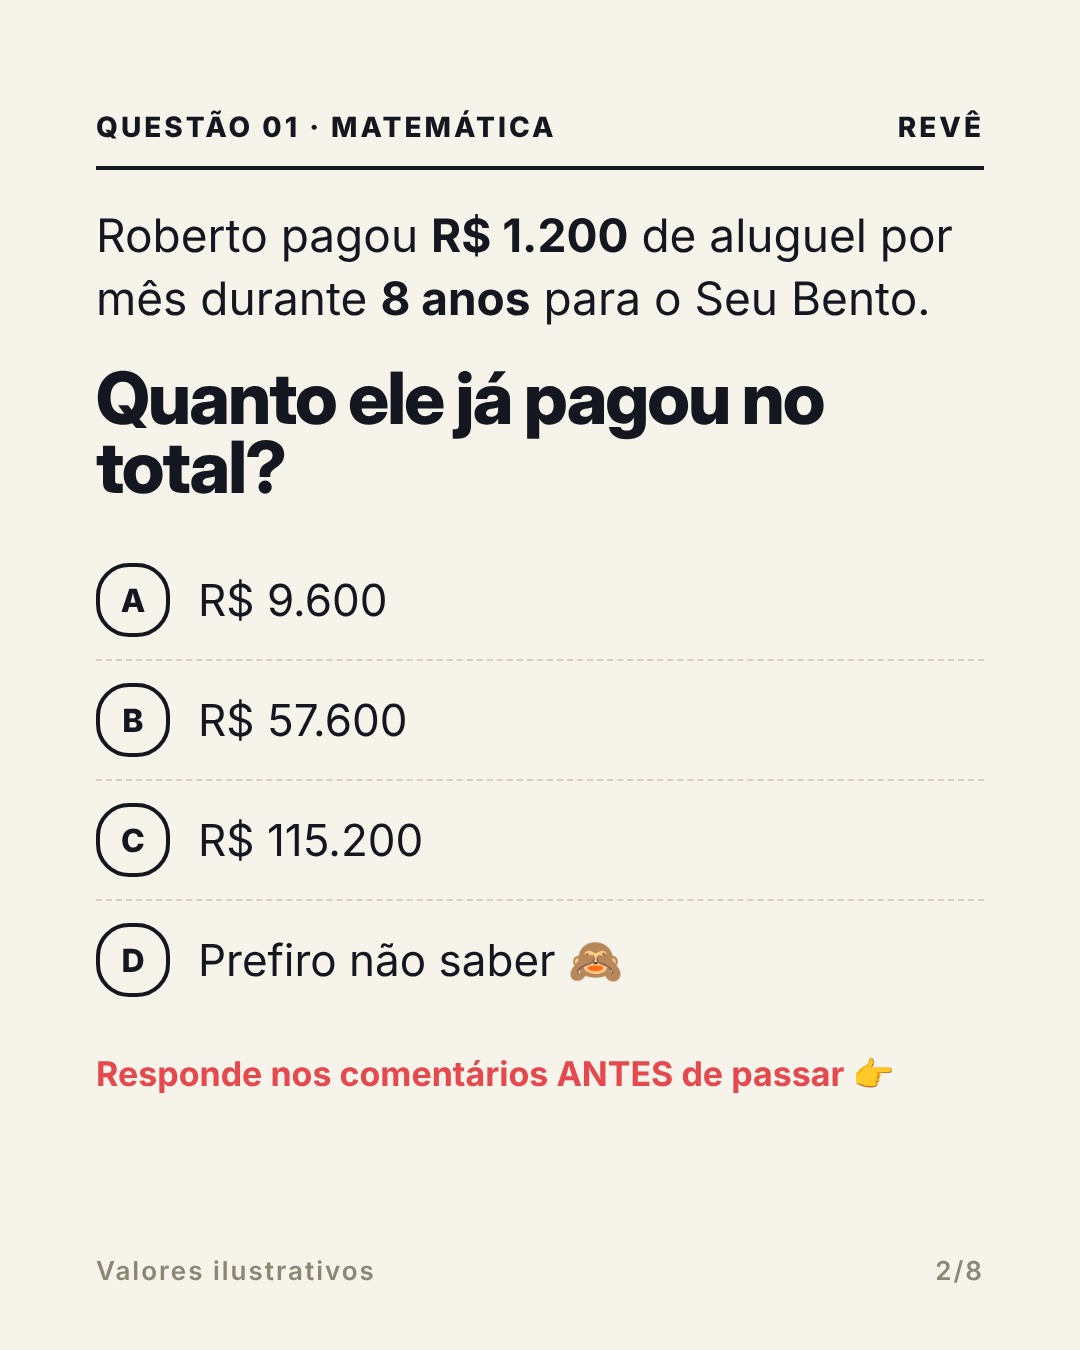 QUESTÃO 01 · MATEMÁTICA
REVÊ
Roberto pagou R$ 1.200 de aluguel por
mês durante 8 anos para o Seu Bento.
Quanto ele já pagou no
total?
A R$ 9.600
B R$ 57.600
C R$ 115.200
D Prefiro não saber 🙈
Responde nos comentários ANTES de passar 👉
Valores ilustrativos
2/8